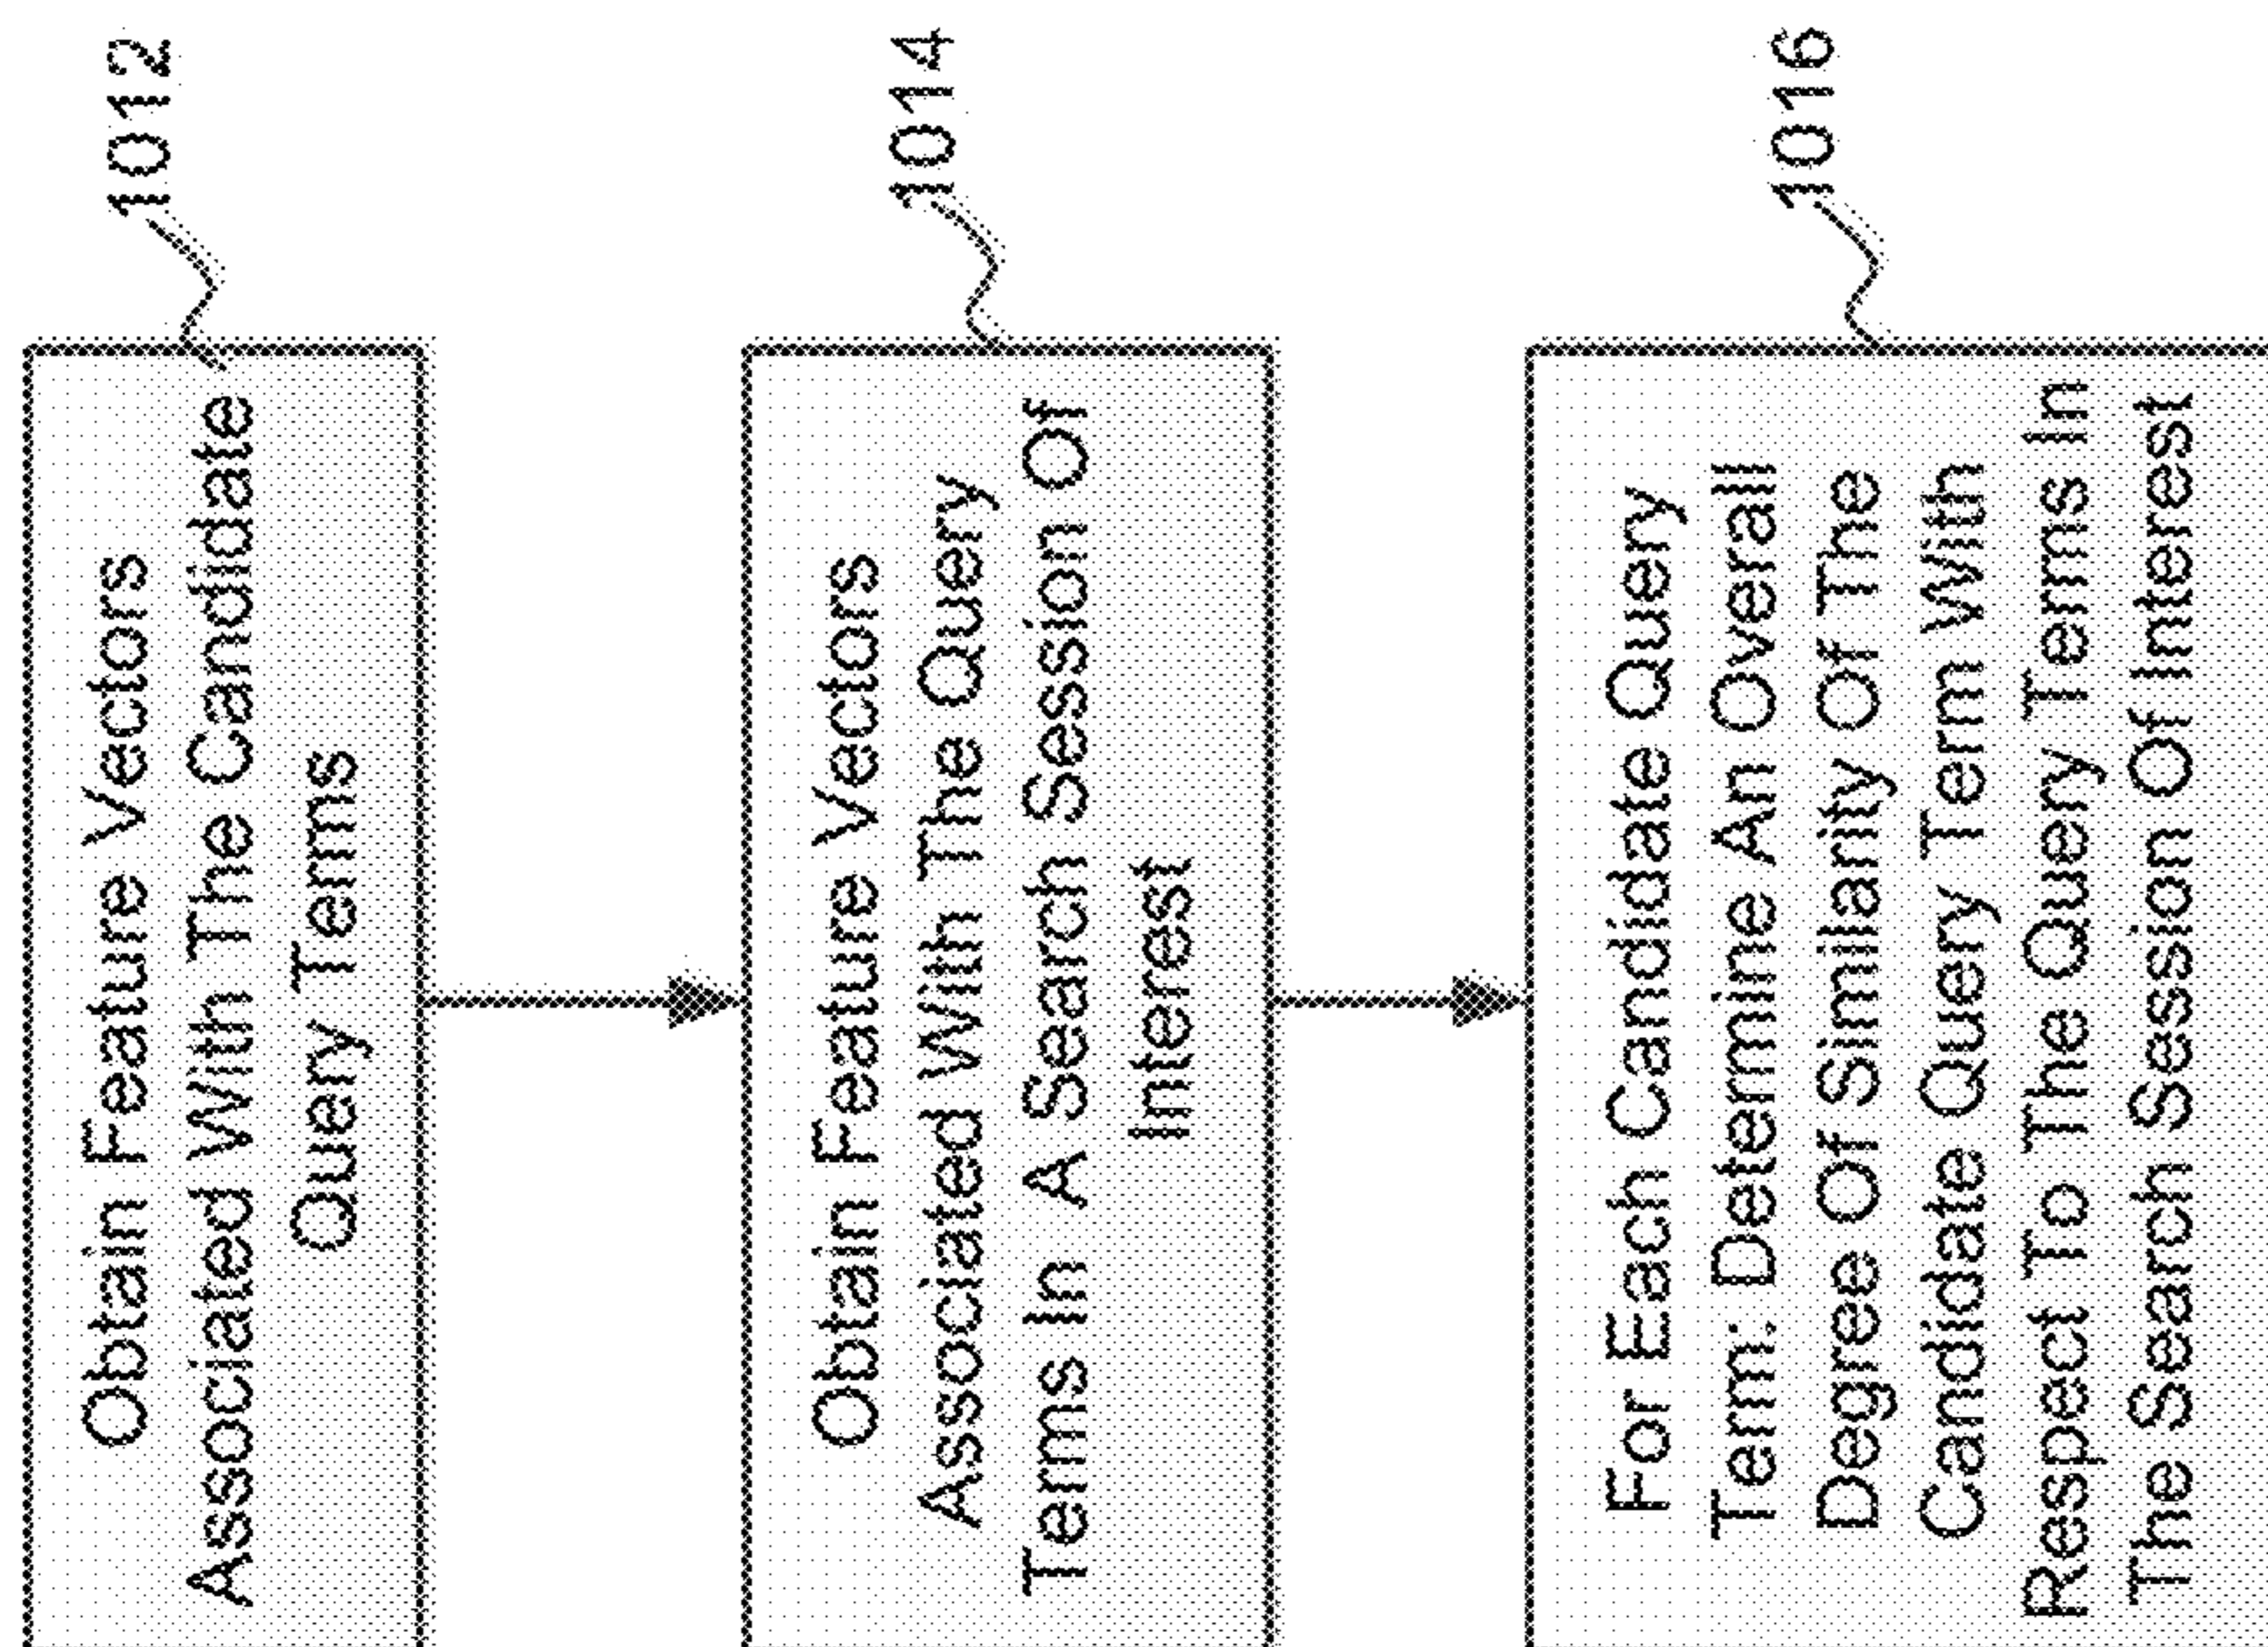 Obtain Feature Vectors
Associated With The Candidate
Query Terms
1012
Obtain Feature Vectors
Associated With The Query
Terms In A Search Session Of
Interest
1014
For Each Candidate Query
Term: Determine An Overall
Degree Of Similarity Of The
Candidate Query Term With
Respect To The Query Terms In
The Search Session Of Interest
1016